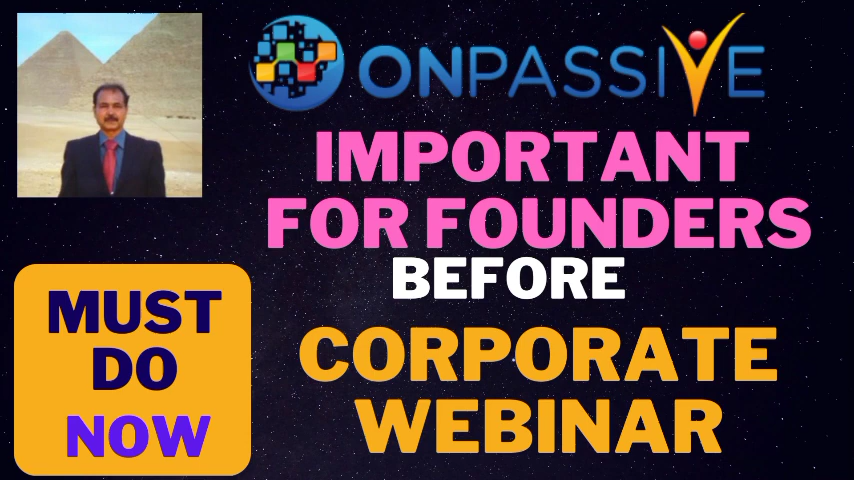 ONPASSIVE
IMPORTANT
FOR FOUNDERS
BEFORE
CORPORATE
WEBINAR
MUST
DO
NOW